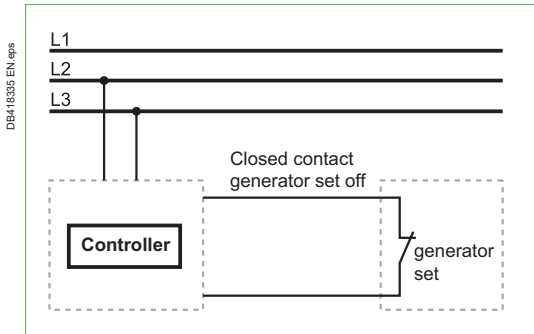 DB418335 EN.eps
L1
L2
L3
Closed contact
generator set off
Controller
generator
set